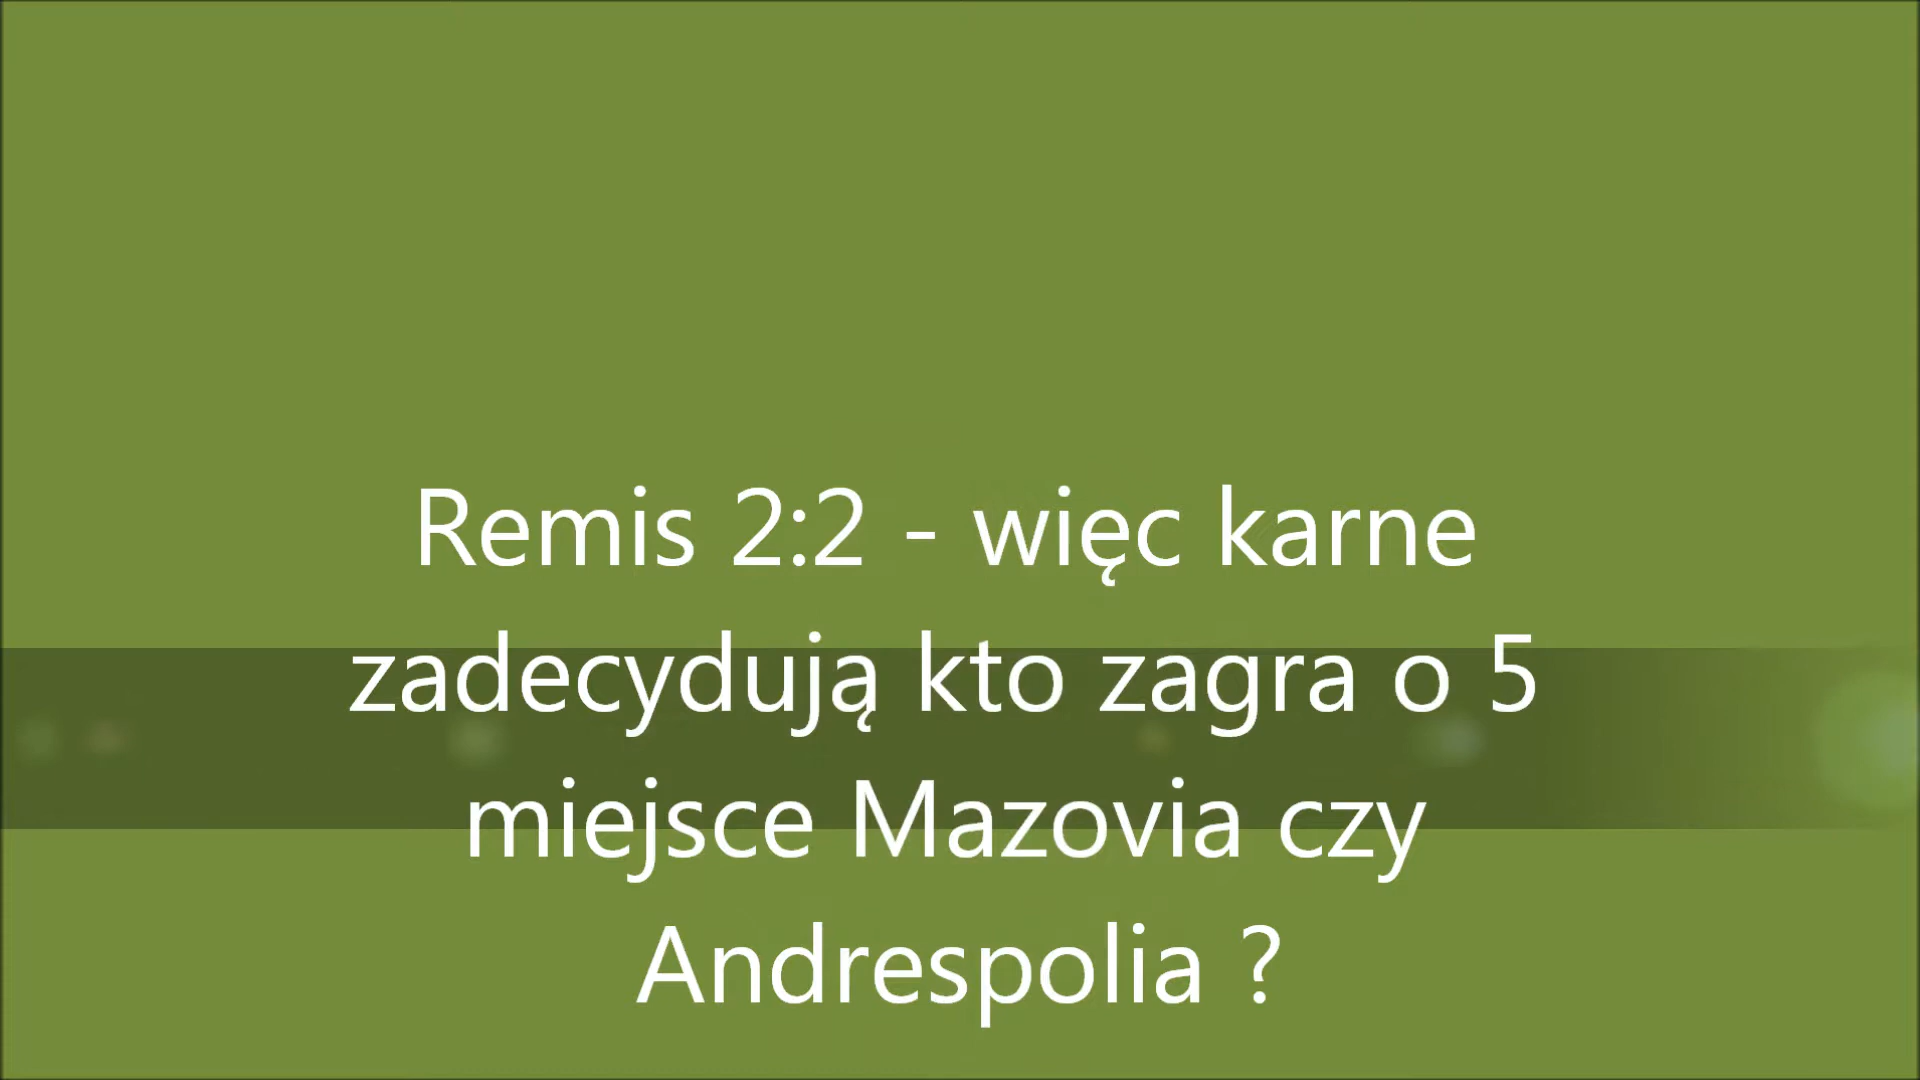 Remis 2:2 - więc karne
zadecydują kto zagra o 5
miejsce Mazovia czy
Andrespolia ?